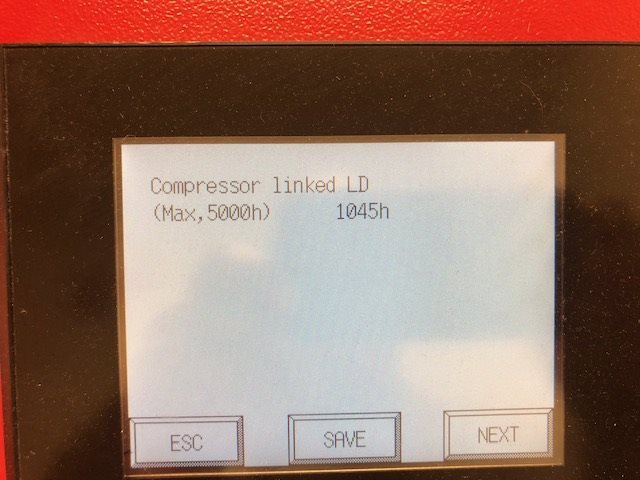 Compressor linked LD
(Max,5000h) 1045h
ESC SAVE NEXT